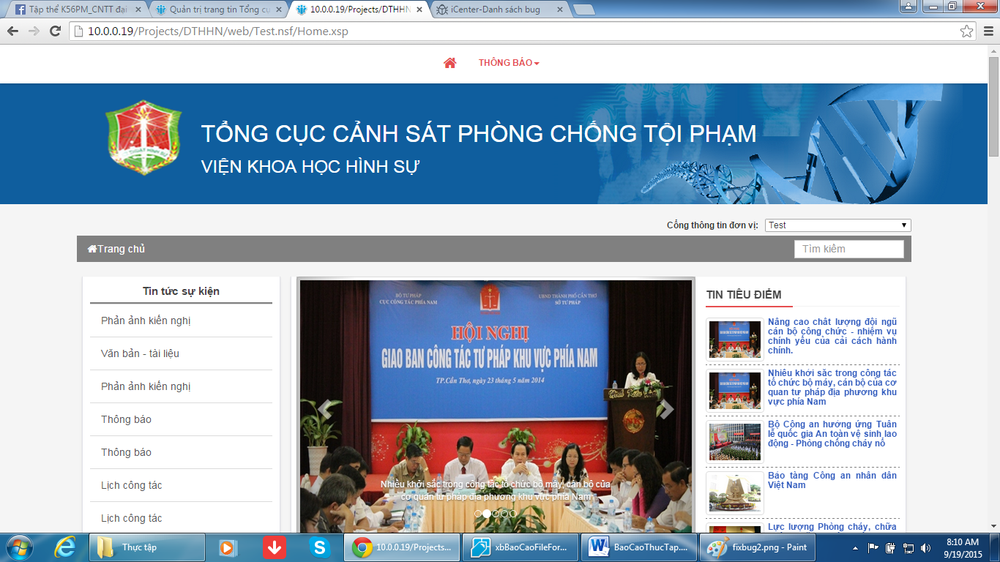 Tập thể K56PM_CNTT đại
Quản trị trang tin Tổng cụ
10.0.0.19/Projects/DTHHN
iCenter-Danh sách bug
10.0.0.19/Projects/DTHHN/web/Test.nsf/Home.xsp
THÔNG BÁO
TỔNG CỤC CẢNH SÁT PHÒNG CHỐNG TỘI PHẠM
VIỆN KHOA HỌC HÌNH SỰ
Cổng thông tin đơn vị: Test
Trang chủ
Tìm kiếm
Tin tức sự kiện
Phản ánh kiến nghị
Văn bản - tài liệu
Phản ánh kiến nghị
Thông báo
Thông báo
Lịch công tác
Lịch công tác
BỘ TƯ PHÁP
CỤC CÔNG TÁC PHÍA NAM
UBND THÀNH PHỐ CẦN THƠ
SỞ TƯ PHÁP
HỘI NGHỊ
GIAO BAN CÔNG TÁC TƯ PHÁP KHU VỰC PHÍA NAM
TP.Cần Thơ, ngày 23 tháng 5 năm 2014
Nhiều khởi sắc trong công tác tổ chức bộ máy, cán bộ của
cơ quan tư pháp địa phương khu vực phía Nam
TIN TIÊU ĐIỂM
Nâng cao chất lượng đội ngũ
cán bộ công chức - nhiệm vụ
chính yếu của cải cách hành
chính.
Nhiều khởi sắc trong công tác
tổ chức bộ máy, cán bộ của cơ
quan tư pháp địa phương khu
vực phía Nam
Bộ Công an hưởng ứng Tuần
lễ quốc gia An toàn vệ sinh lao
động - Phòng chống cháy nổ
Bảo tàng Công an nhân dân
Việt Nam
Lực lượng Phòng cháy, chữa
Thực tập
10.0.0.19/Projects...
xbBaoCaoFileFor...
BaoCaoThucTap....
fixbug2.png - Paint
8:10 AM
9/19/2015